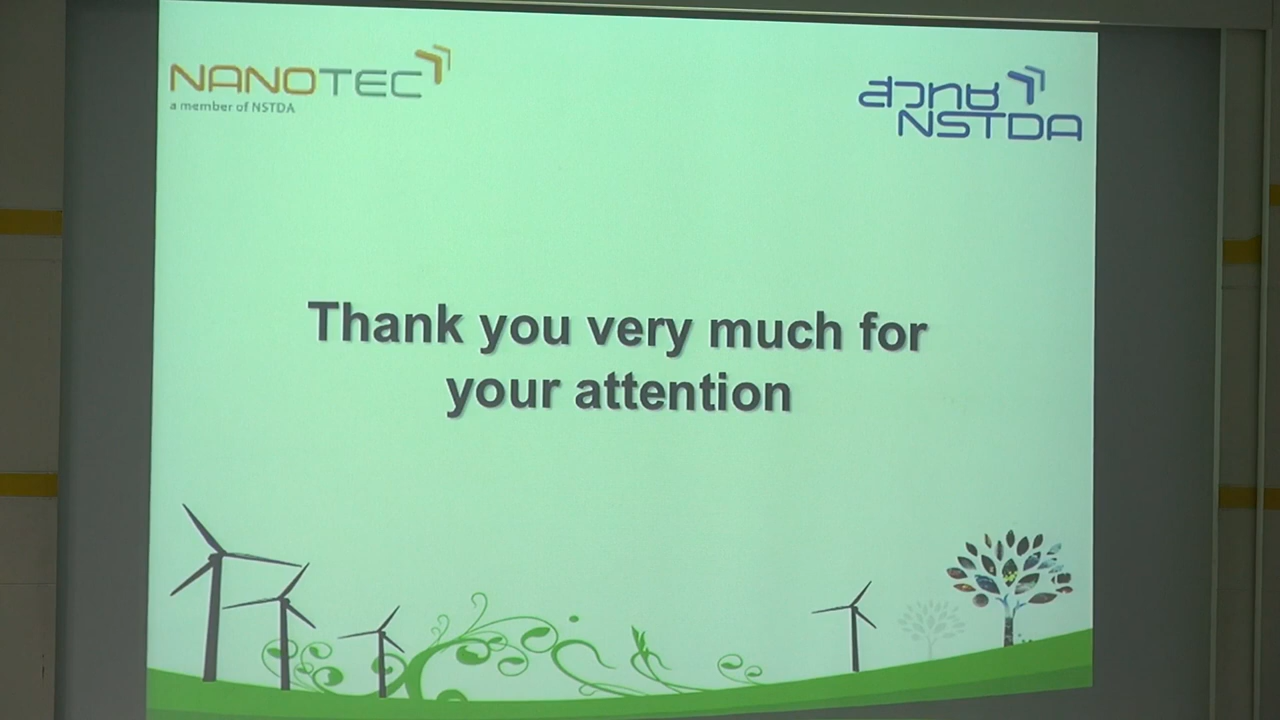 NANOTEC
a member of NSTDA
สวทช
NSTDA
Thank you very much for
your attention